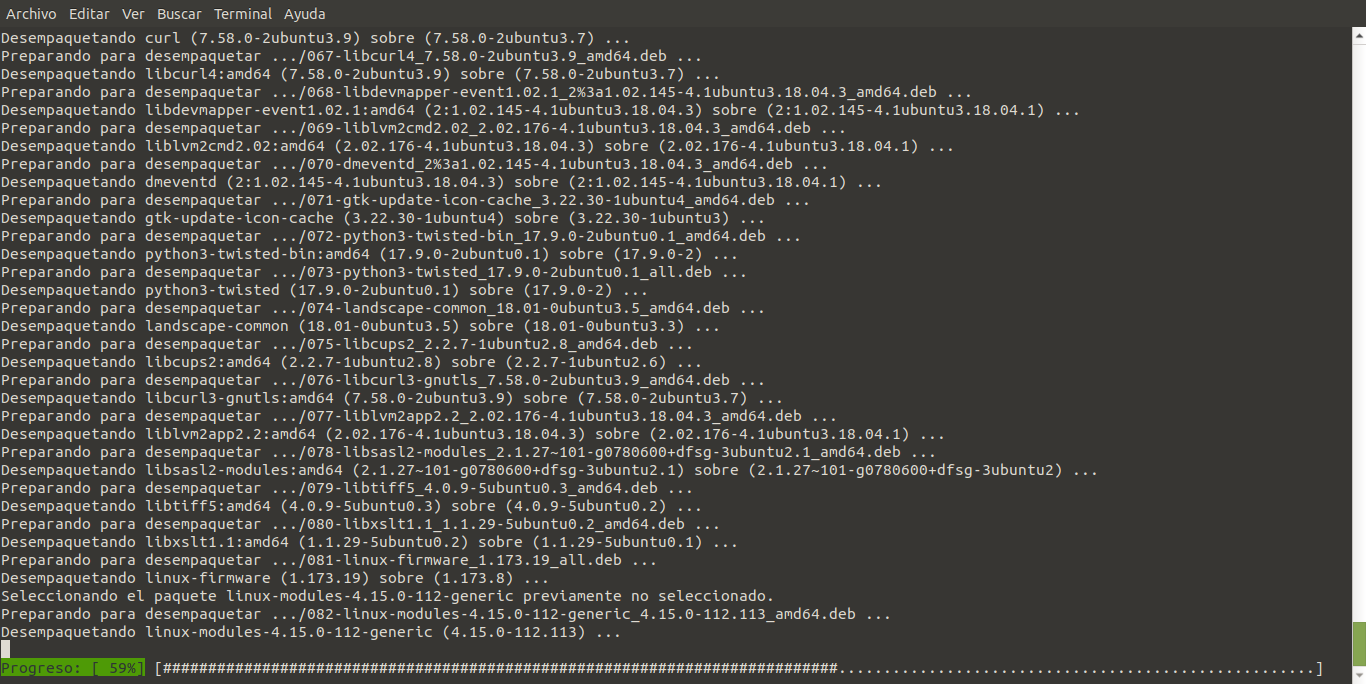 Archivo Editar Ver Buscar Terminal Ayuda
Desempaquetando curl (7.58.0-2ubuntu3.9) sobre (7.58.0-2ubuntu3.7) ...
Preparando para desempaquetar .../067-libcurl4_7.58.0-2ubuntu3.9_amd64.deb ...
Desempaquetando libcurl4:amd64 (7.58.0-2ubuntu3.9) sobre (7.58.0-2ubuntu3.7) ...
Preparando para desempaquetar .../068-libdevmapper-event1.02.1_2%3a1.02.145-4.1ubuntu3.18.04.3_amd64.deb ...
Desempaquetando libdevmapper-event1.02.1:amd64 (2:1.02.145-4.1ubuntu3.18.04.3) sobre (2:1.02.145-4.1ubuntu3.18.04.1) ...
Preparando para desempaquetar .../069-liblvm2cmd2.02_2.02.176-4.1ubuntu3.18.04.3_amd64.deb ...
Desempaquetando liblvm2cmd2.02:amd64 (2.02.176-4.1ubuntu3.18.04.3) sobre (2.02.176-4.1ubuntu3.18.04.1) ...
Preparando para desempaquetar .../070-dmeventd_2%3a1.02.145-4.1ubuntu3.18.04.3_amd64.deb ...
Desempaquetando dmeventd (2:1.02.145-4.1ubuntu3.18.04.3) sobre (2:1.02.145-4.1ubuntu3.18.04.1) ...
Preparando para desempaquetar .../071-gtk-update-icon-cache_3.22.30-1ubuntu4_amd64.deb ...
Desempaquetando gtk-update-icon-cache (3.22.30-1ubuntu4) sobre (3.22.30-1ubuntu3) ...
Preparando para desempaquetar .../072-python3-twisted-bin_17.9.0-2ubuntu0.1_amd64.deb ...
Desempaquetando python3-twisted-bin:amd64 (17.9.0-2ubuntu0.1) sobre (17.9.0-2) ...
Preparando para desempaquetar .../073-python3-twisted_17.9.0-2ubuntu0.1_all.deb ...
Desempaquetando python3-twisted (17.9.0-2ubuntu0.1) sobre (17.9.0-2) ...
Preparando para desempaquetar .../074-landscape-common_18.01-0ubuntu3.5_amd64.deb ...
Desempaquetando landscape-common (18.01-0ubuntu3.5) sobre (18.01-0ubuntu3.3) ...
Preparando para desempaquetar .../075-libcups2_2.2.7-1ubuntu2.8_amd64.deb ...
Desempaquetando libcups2:amd64 (2.2.7-1ubuntu2.8) sobre (2.2.7-1ubuntu2.6) ...
Preparando para desempaquetar .../076-libcurl3-gnutls_7.58.0-2ubuntu3.9_amd64.deb ...
Desempaquetando libcurl3-gnutls:amd64 (7.58.0-2ubuntu3.9) sobre (7.58.0-2ubuntu3.7) ...
Preparando para desempaquetar .../077-liblvm2app2.2_2.02.176-4.1ubuntu3.18.04.3_amd64.deb ...
Desempaquetando liblvm2app2.2:amd64 (2.02.176-4.1ubuntu3.18.04.3) sobre (2.02.176-4.1ubuntu3.18.04.1) ...
Preparando para desempaquetar .../078-libsasl2-modules_2.1.27~101-g0780600+dfsg-3ubuntu2.1_amd64.deb ...
Desempaquetando libsasl2-modules:amd64 (2.1.27~101-g0780600+dfsg-3ubuntu2.1) sobre (2.1.27~101-g0780600+dfsg-3ubuntu2) ...
Preparando para desempaquetar .../079-libtiff5_4.0.9-5ubuntu0.3_amd64.deb ...
Desempaquetando libtiff5:amd64 (4.0.9-5ubuntu0.3) sobre (4.0.9-5ubuntu0.2) ...
Preparando para desempaquetar .../080-libxslt1.1_1.1.29-5ubuntu0.2_amd64.deb ...
Desempaquetando libxslt1.1:amd64 (1.1.29-5ubuntu0.2) sobre (1.1.29-5ubuntu0.1) ...
Preparando para desempaquetar .../081-linux-firmware_1.173.19_all.deb ...
Desempaquetando linux-firmware (1.173.19) sobre (1.173.8) ...
Seleccionando el paquete linux-modules-4.15.0-112-generic previamente no seleccionado.
Preparando para desempaquetar .../082-linux-modules-4.15.0-112-generic_4.15.0-112.113_amd64.deb ...
Desempaquetando linux-modules-4.15.0-112-generic (4.15.0-112.113) ...
Progreso: [ 59%] [###########################################################################.....................................................]